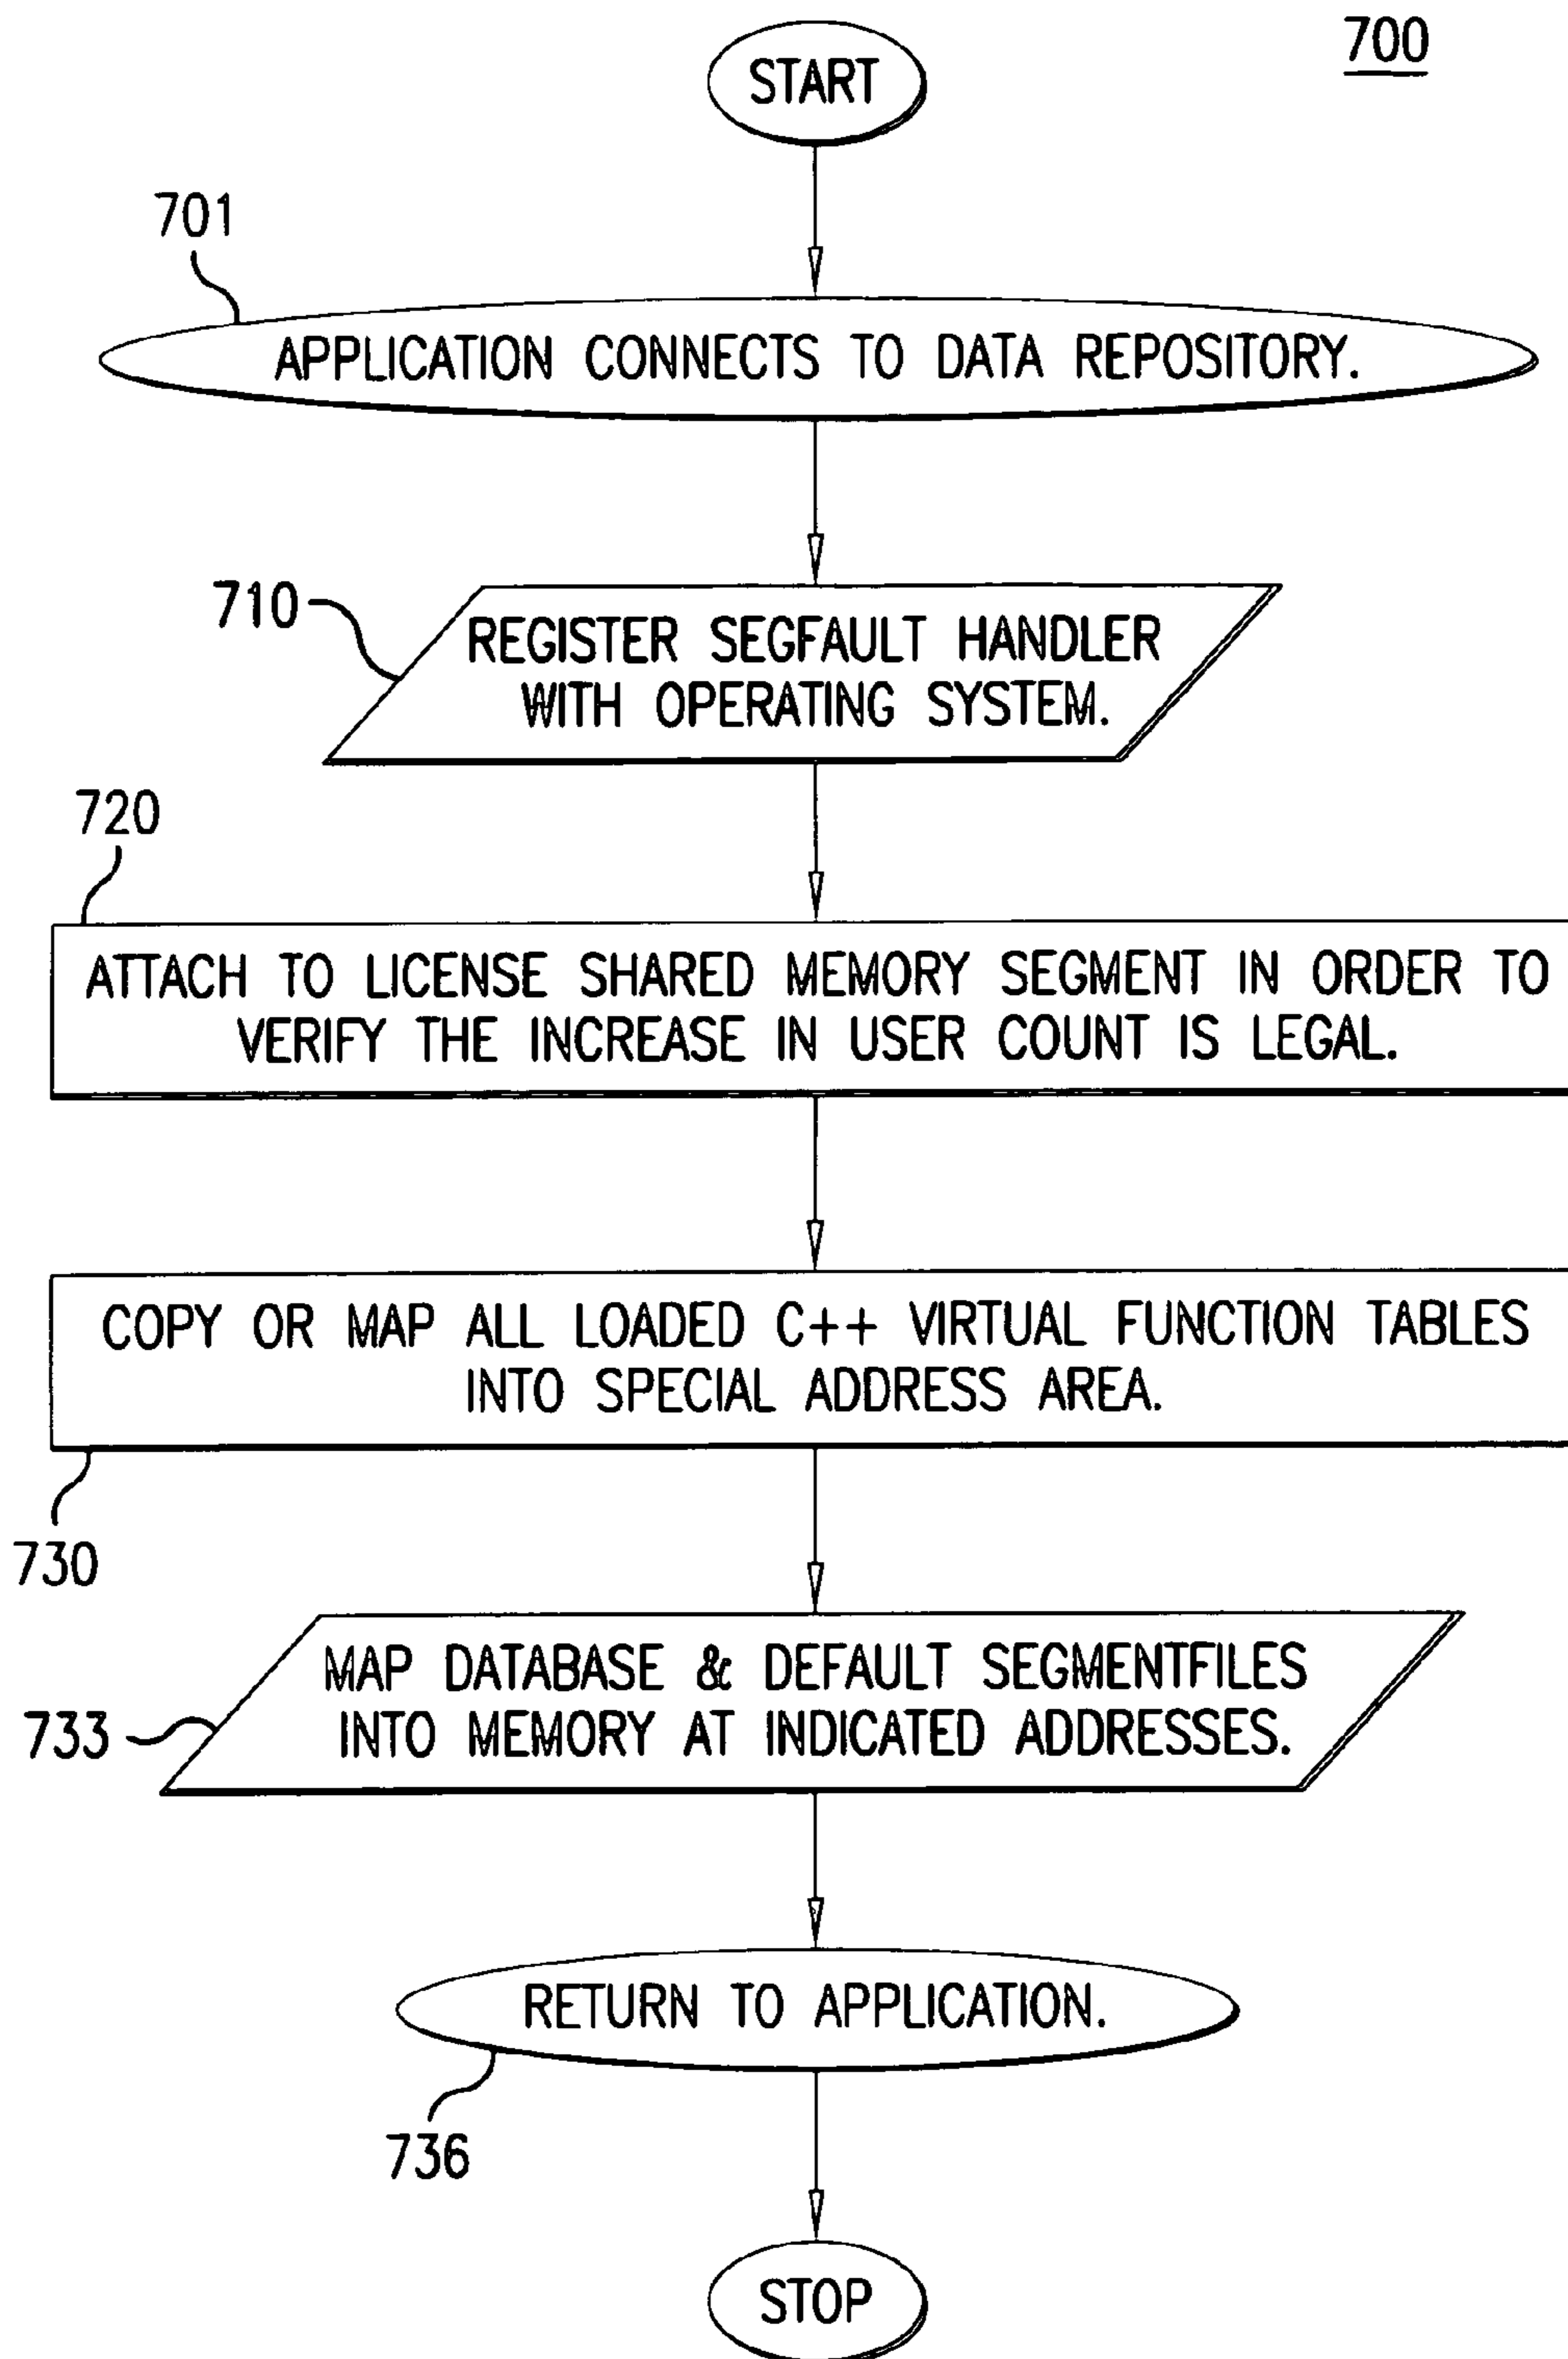 700
START
701
APPLICATION CONNECTS TO DATA REPOSITORY.
710
REGISTER SEGFAULT HANDLER
WITH OPERATING SYSTEM.
720
ATTACH TO LICENSE SHARED MEMORY SEGMENT IN ORDER TO
VERIFY THE INCREASE IN USER COUNT IS LEGAL.
COPY OR MAP ALL LOADED C++ VIRTUAL FUNCTION TABLES
INTO SPECIAL ADDRESS AREA.
730
MAP DATABASE & DEFAULT SEGMENTFILES
INTO MEMORY AT INDICATED ADDRESSES.
733
RETURN TO APPLICATION.
736
STOP